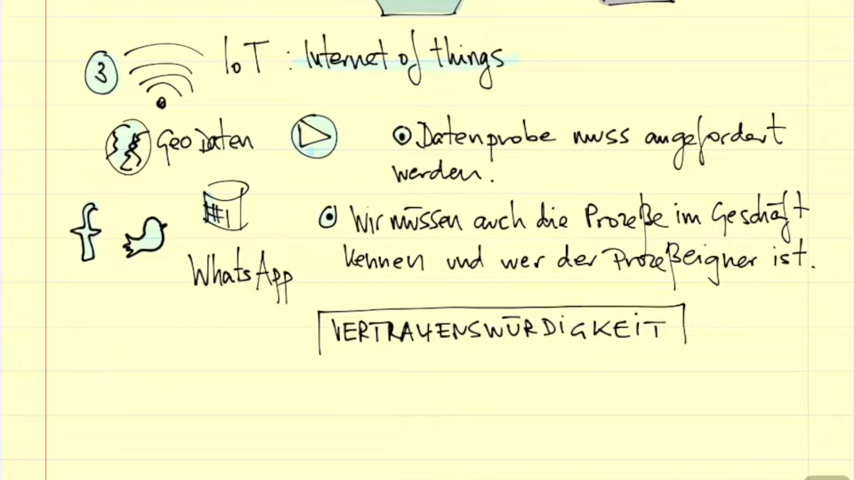 3 IoT : Internet of things
GeoDaten
Datenprobe muss angefordert
werden.
#1
Wir müssen auch die Prozeße im Geschäft
kennen und wer der Prozeßeigner ist.
WhatsApp
VERTRAUENSWÜRDIGKEIT